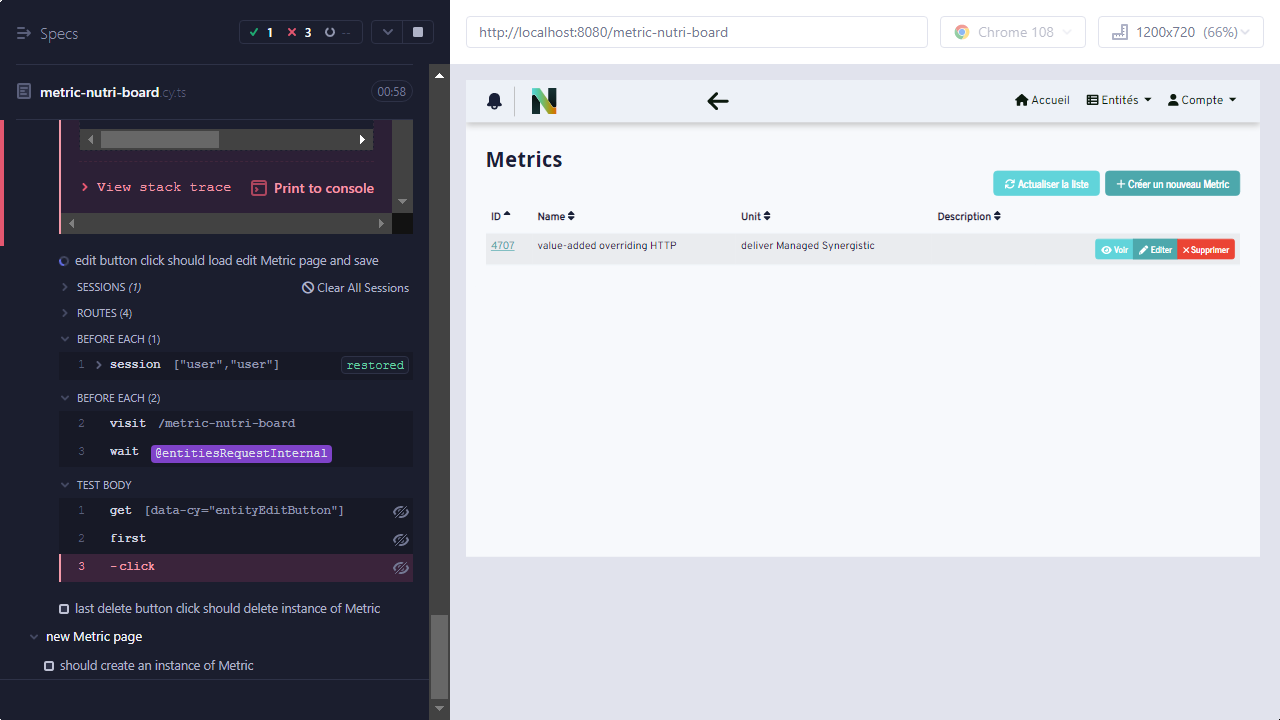 Specs
1
3
--
metric-nutri-board.cy.ts
00:58
View stack trace
Print to console
edit button click should load edit Metric page and save
SESSIONS (1)
Clear All Sessions
ROUTES (4)
BEFORE EACH (1)
1 session ["user","user"] restored
BEFORE EACH (2)
2 visit /metric-nutri-board
3 wait @entitiesRequestInternal
TEST BODY
1 get [data-cy="entityEditButton"]
2 first
3 -click
last delete button click should delete instance of Metric
new Metric page
should create an instance of Metric
http://localhost:8080/metric-nutri-board
Chrome 108
1200x720 (66%)
N
Accueil
Entités
Compte
Metrics
Actualiser la liste
Créer un nouveau Metric
ID Name Unit Description
4707 value-added overriding HTTP deliver Managed Synergistic
Voir
Editer
Supprimer